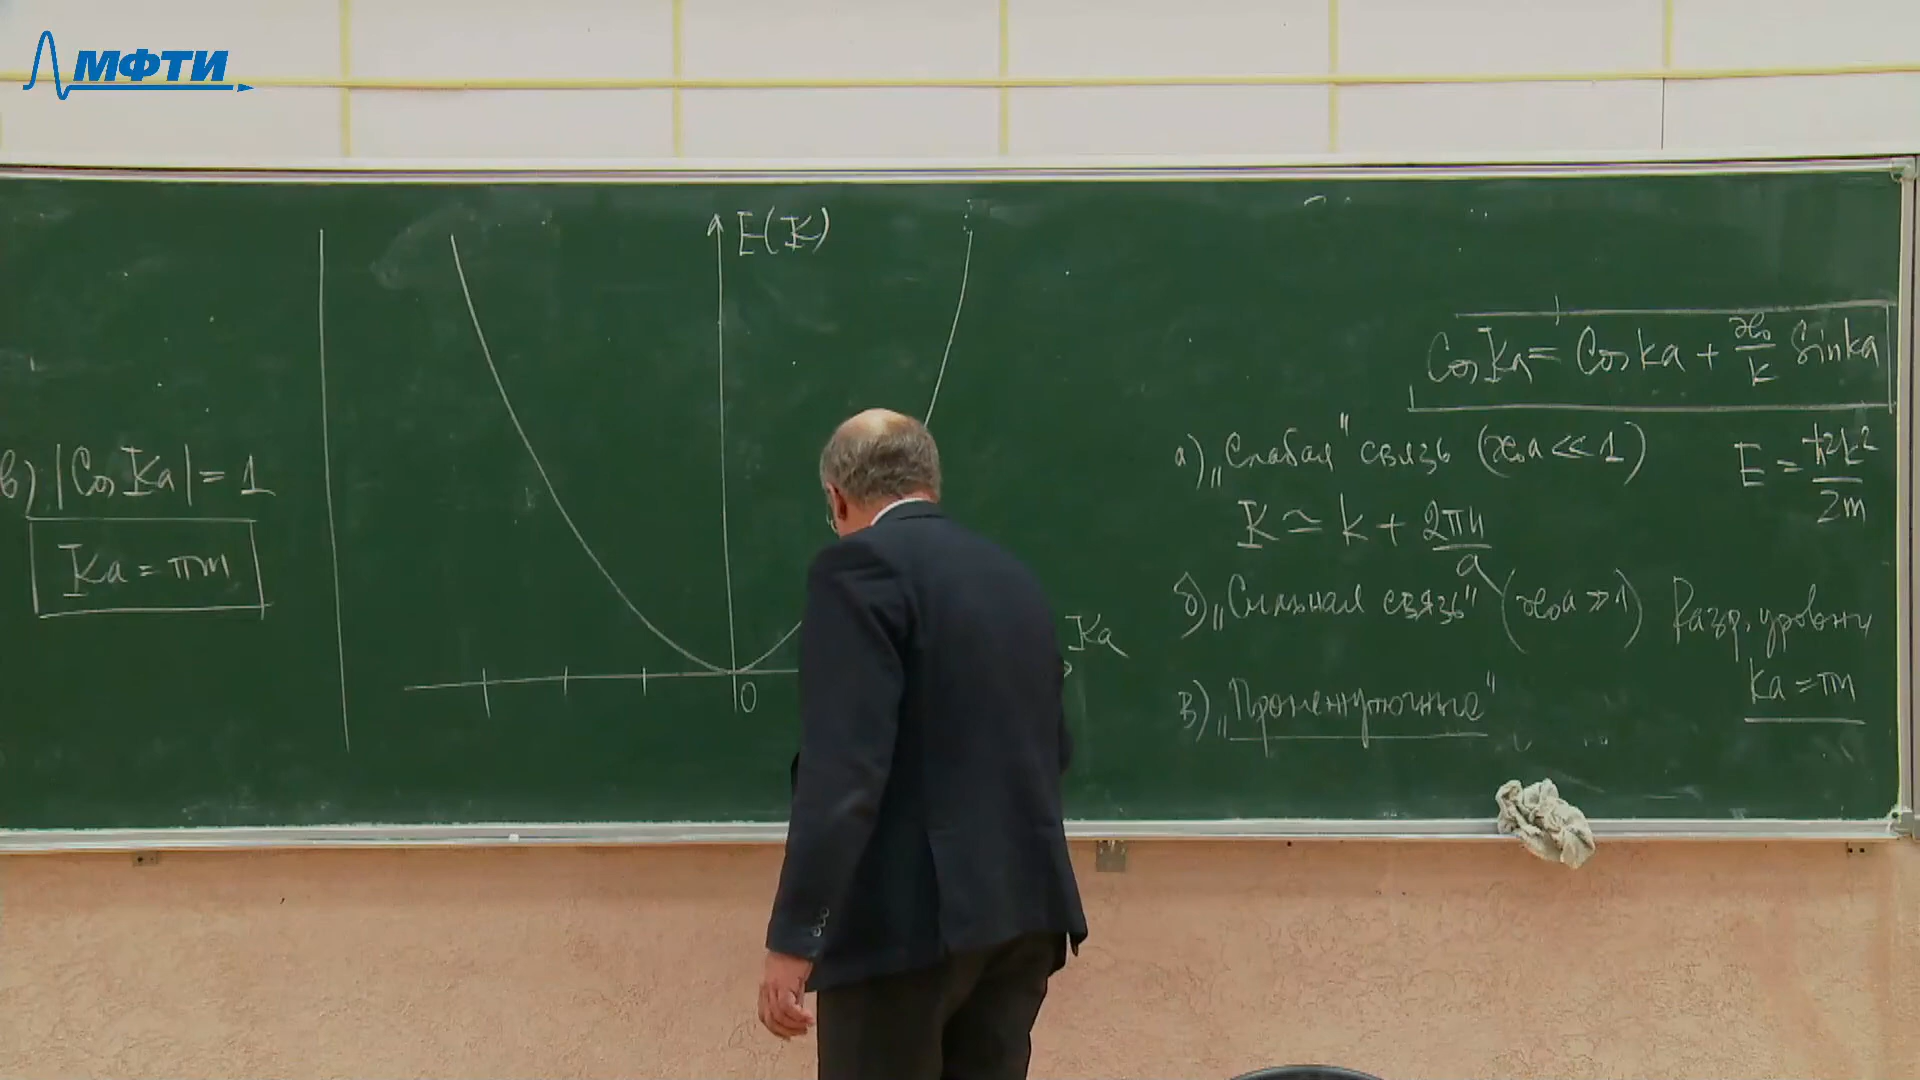 МФТИ
в) |Cos Ka| = 1
Ka = πm
E(K)
0
Ka
Cos Ka = Cos ka + æ₀/k Sin ka
а) „Слабая" связь (æ₀a << 1)
E = ħ²k²/2m
K ≃ k + 2πn/a
б) „Сильная связь" (æ₀a >> 1) Разр. уровни
ka = πn
в) „Промежуточные"